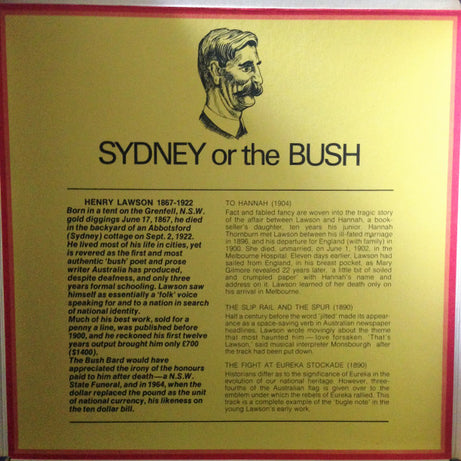 SYDNEY or the BUSH
HENRY LAWSON 1867-1922
Born in a tent on the Grenfell, N.S.W.
gold diggings June 17, 1867, he died
in the backyard of an Abbotsford
(Sydney) cottage on Sept. 2, 1922.
He lived most of his life in cities, yet
is revered as the first and most
authentic 'bush' poet and prose
writer Australia has produced,
despite deafness, and only three
years formal schooling. Lawson saw
himself as essentially a 'folk' voice
speaking for and to a nation in search
of national identity.
Much of his best work, sold for a
penny a line, was published before
1900, and he reckoned his first twelve
years output brought him only £700
($1400).
The Bush Bard would have
appreciated the irony of the honours
paid to him after death — a N.S.W.
State Funeral, and in 1964, when the
dollar replaced the pound as the unit
of national currency, his likeness on
the ten dollar bill.
TO HANNAH (1904)
Fact and fabled fancy are woven into the tragic story
of the affair between Lawson and Hannah, a book-
seller's daughter, ten years his junior. Hannah
Thornburn met Lawson between his ill-fated marriage
in 1896, and his departure for England (with family) in
1900. She died, unmarried, on June 1, 1902, in the
Melbourne Hospital. Eleven days earlier, Lawson had
sailed from England, in his breast pocket, as Mary
Gilmore revealed 22 years later, 'a little bit of soiled
and crumpled paper' with Hannah's name and
address on it. Lawson learned of her death only on
his arrival in Melbourne.
THE SLIP RAIL AND THE SPUR (1890)
Half a century before the word 'jilted' made its appear-
ance as a space-saving verb in Australian newspaper
headlines, Lawson wrote movingly about the theme
that most haunted him — love forsaken. 'That's
Lawson,' said musical interpreter Monsbourgh after
the track had been put down.
THE FIGHT AT EUREKA STOCKADE (1890)
Historians differ as to the significance of Eureka in the
evolution of our national heritage. However, three-
fourths of the Australian flag is given over to the
emblem under which the rebels of Eureka rallied. This
track is a complete example of the 'bugle note' in the
young Lawson's early work.